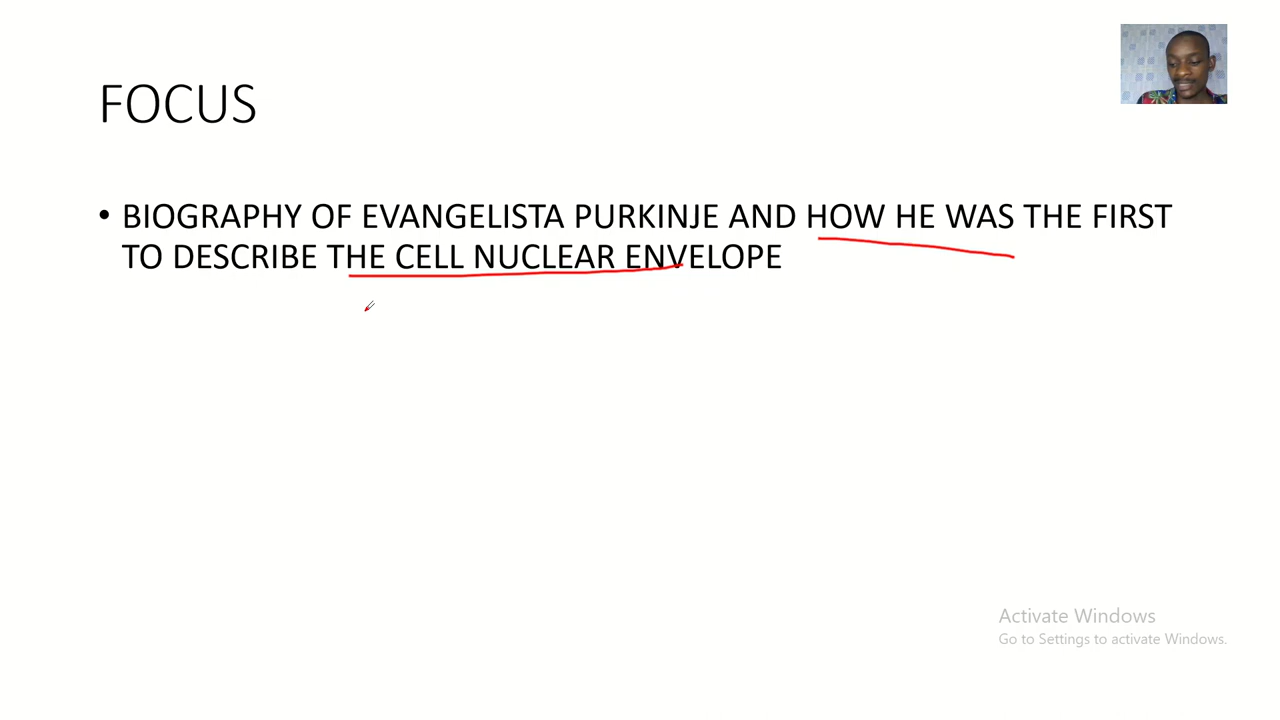 FOCUS
• BIOGRAPHY OF EVANGELISTA PURKINJE AND HOW HE WAS THE FIRST
TO DESCRIBE THE CELL NUCLEAR ENVELOPE
Activate Windows
Go to Settings to activate Windows.